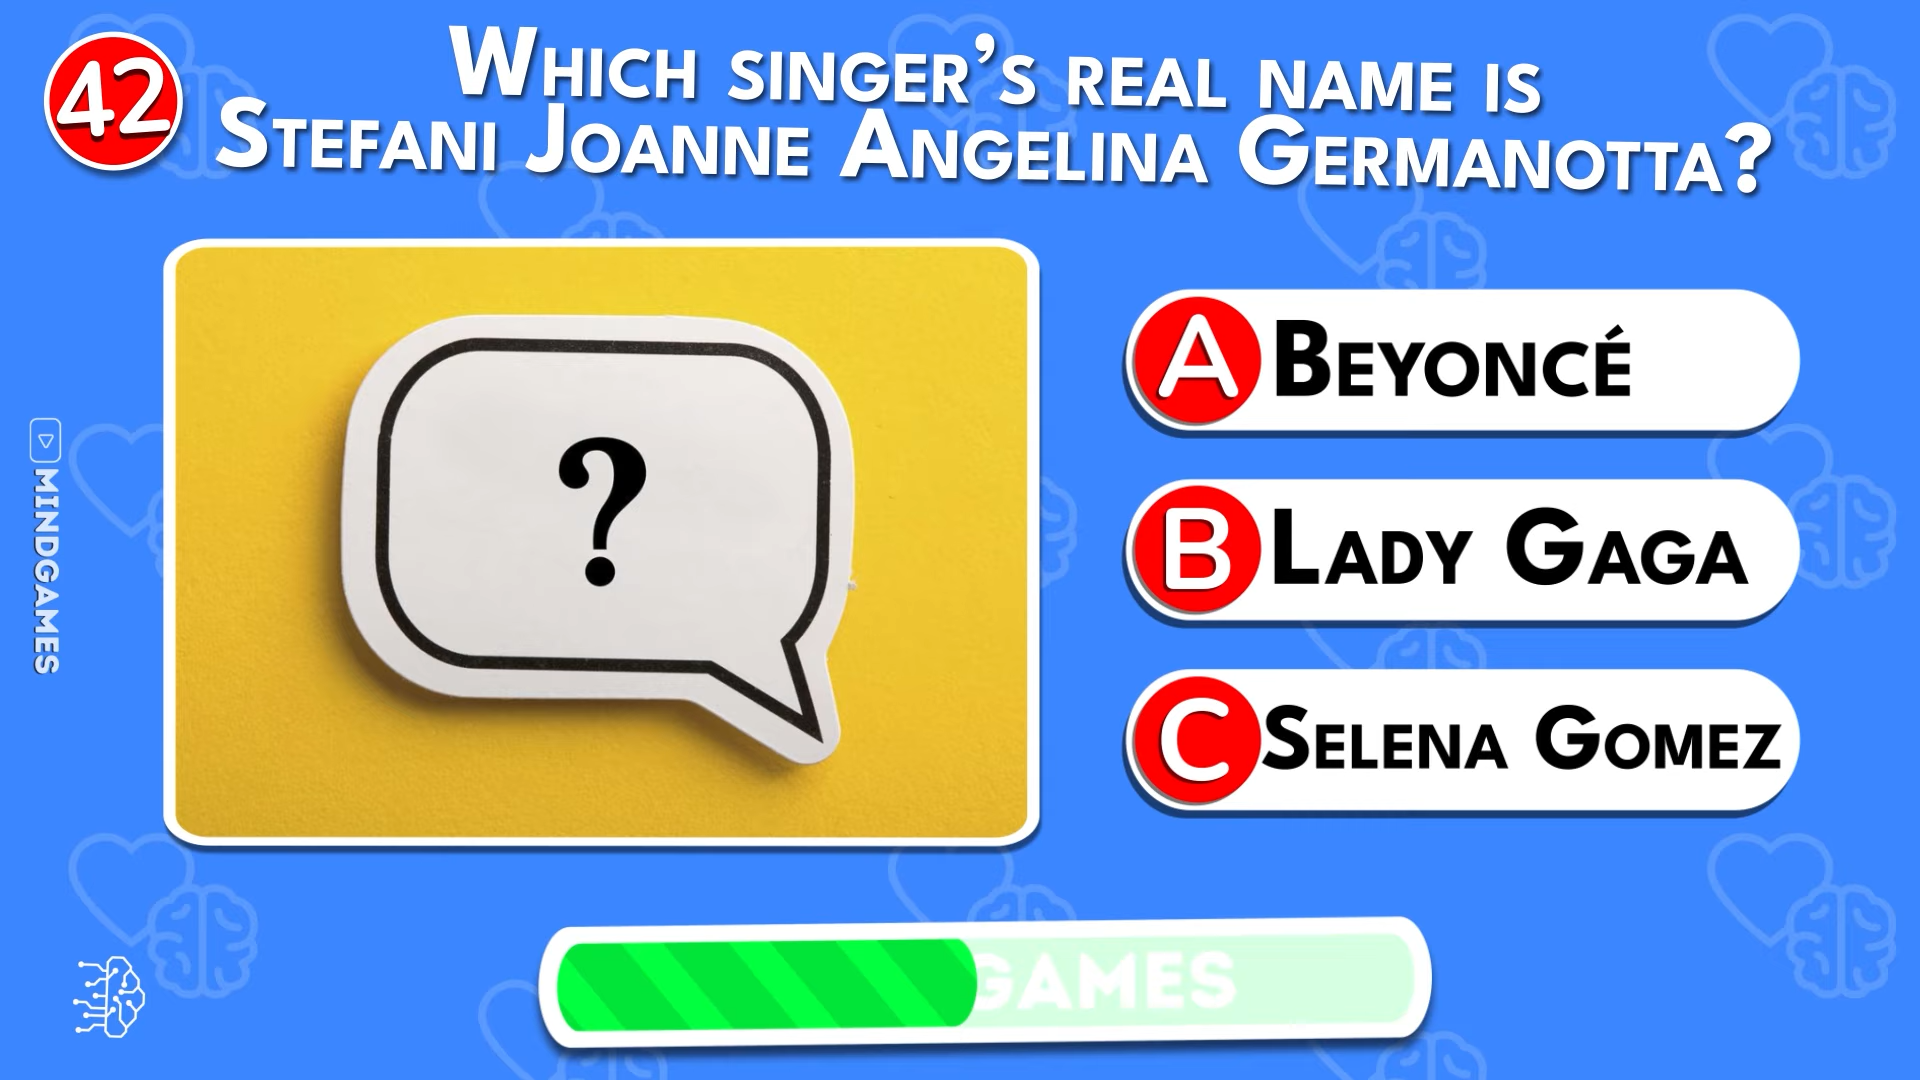 42
Which singer's real name is
Stefani Joanne Angelina Germanotta?
?
A Beyoncé
B Lady Gaga
C Selena Gomez
MINDGAMES
GAMES